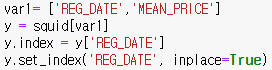 var1= ['REG_DATE','MEAN_PRICE']
y = squid[var1]
y.index = y['REG_DATE']
y.set_index('REG_DATE', inplace=True)